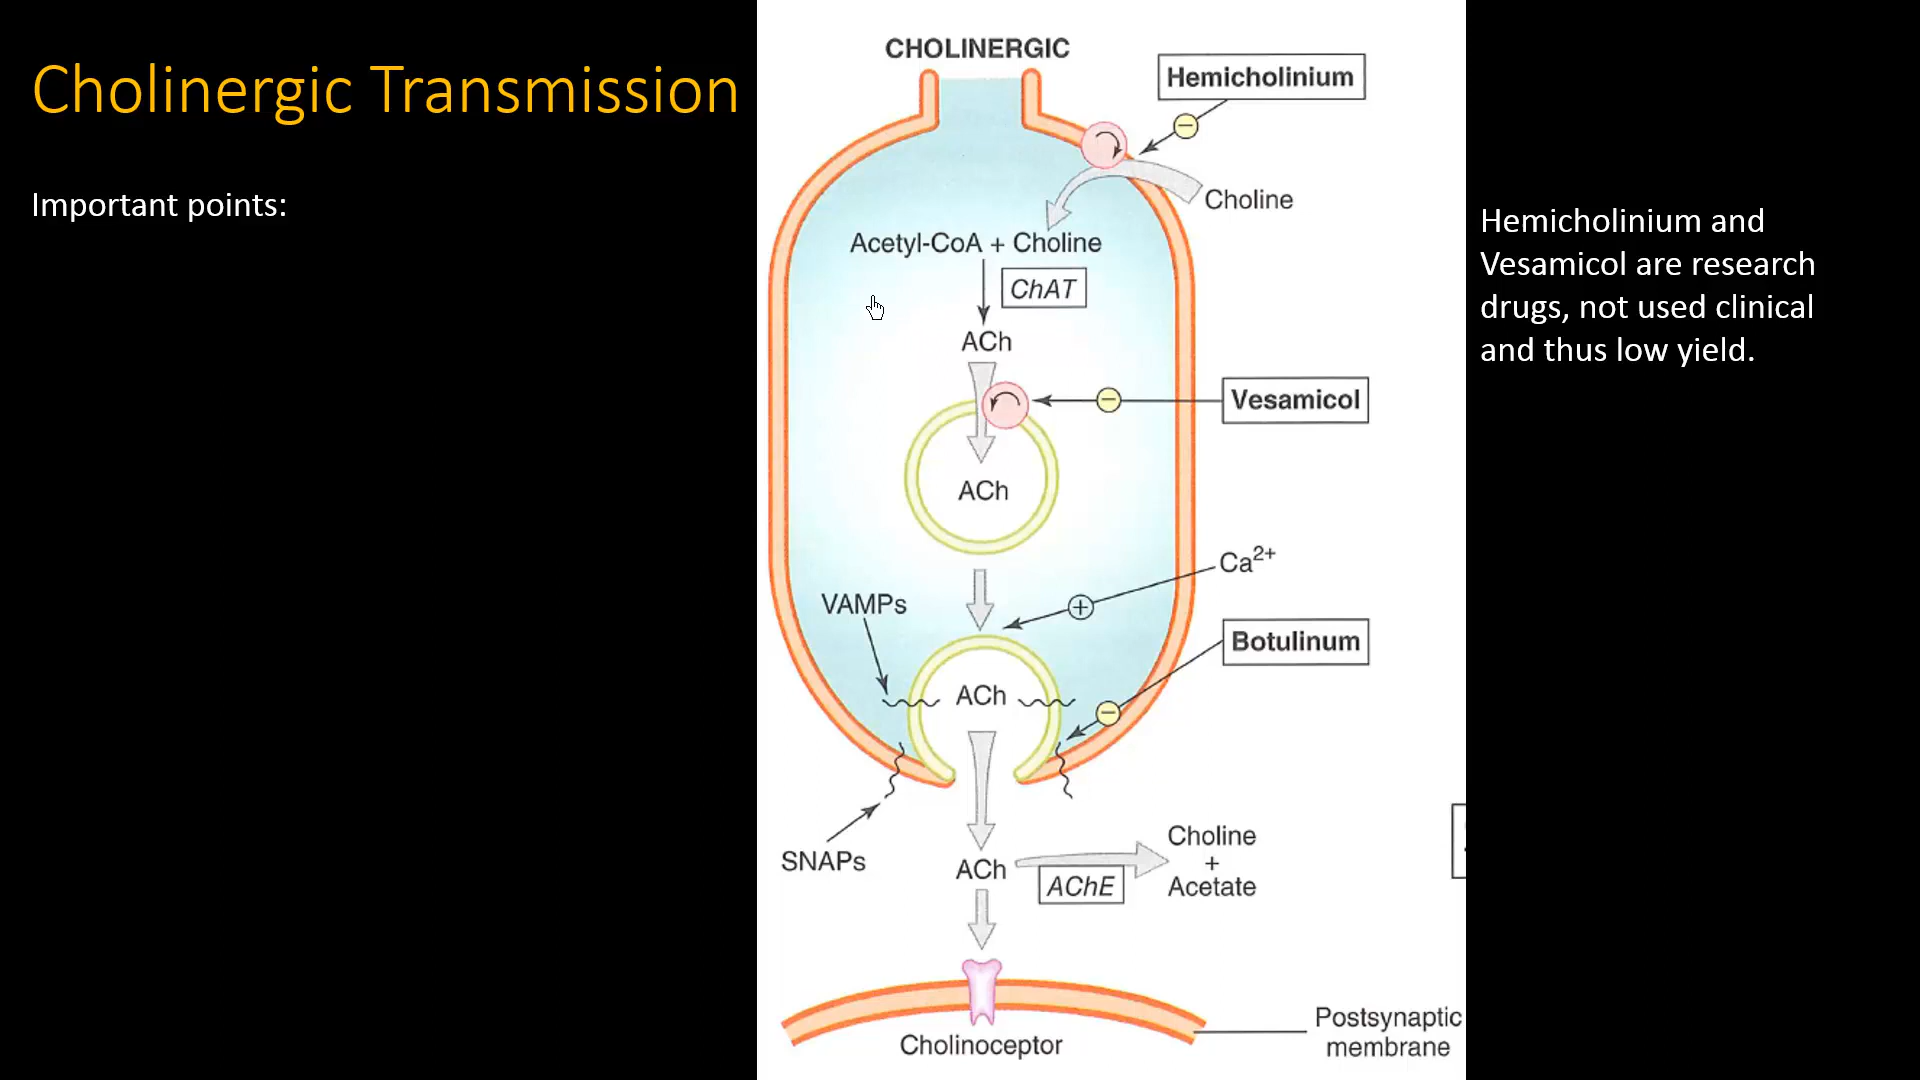 Cholinergic Transmission
Important points:
CHOLINERGIC
Hemicholinium
Choline
Acetyl-CoA + Choline
ChAT
ACh
Vesamicol
ACh
Ca²⁺
VAMPs
Botulinum
ACh
SNAPs
ACh
AChE
Choline
+
Acetate
Cholinoceptor
Postsynaptic
membrane
Hemicholinium and
Vesamicol are research
drugs, not used clinical
and thus low yield.